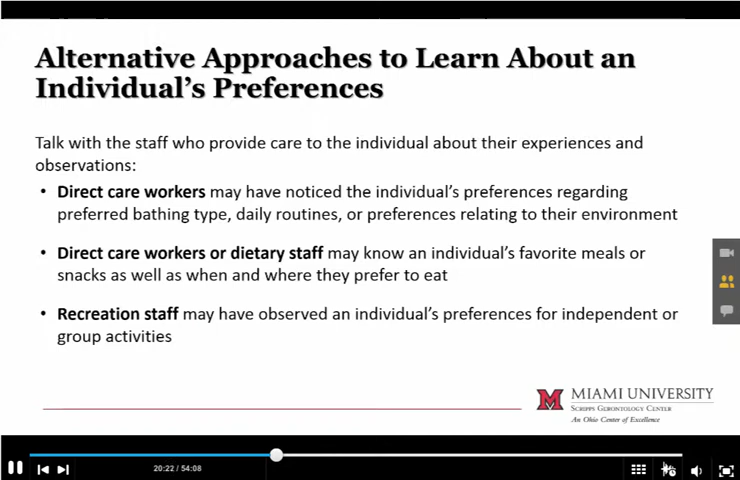 Alternative Approaches to Learn About an
Individual's Preferences
Talk with the staff who provide care to the individual about their experiences and
observations:
• Direct care workers may have noticed the individual's preferences regarding
preferred bathing type, daily routines, or preferences relating to their environment
• Direct care workers or dietary staff may know an individual's favorite meals or
snacks as well as when and where they prefer to eat
• Recreation staff may have observed an individual's preferences for independent or
group activities
M MIAMI UNIVERSITY
SCRIPPS GERONTOLOGY CENTER
An Ohio Center of Excellence
20:22 / 54:08